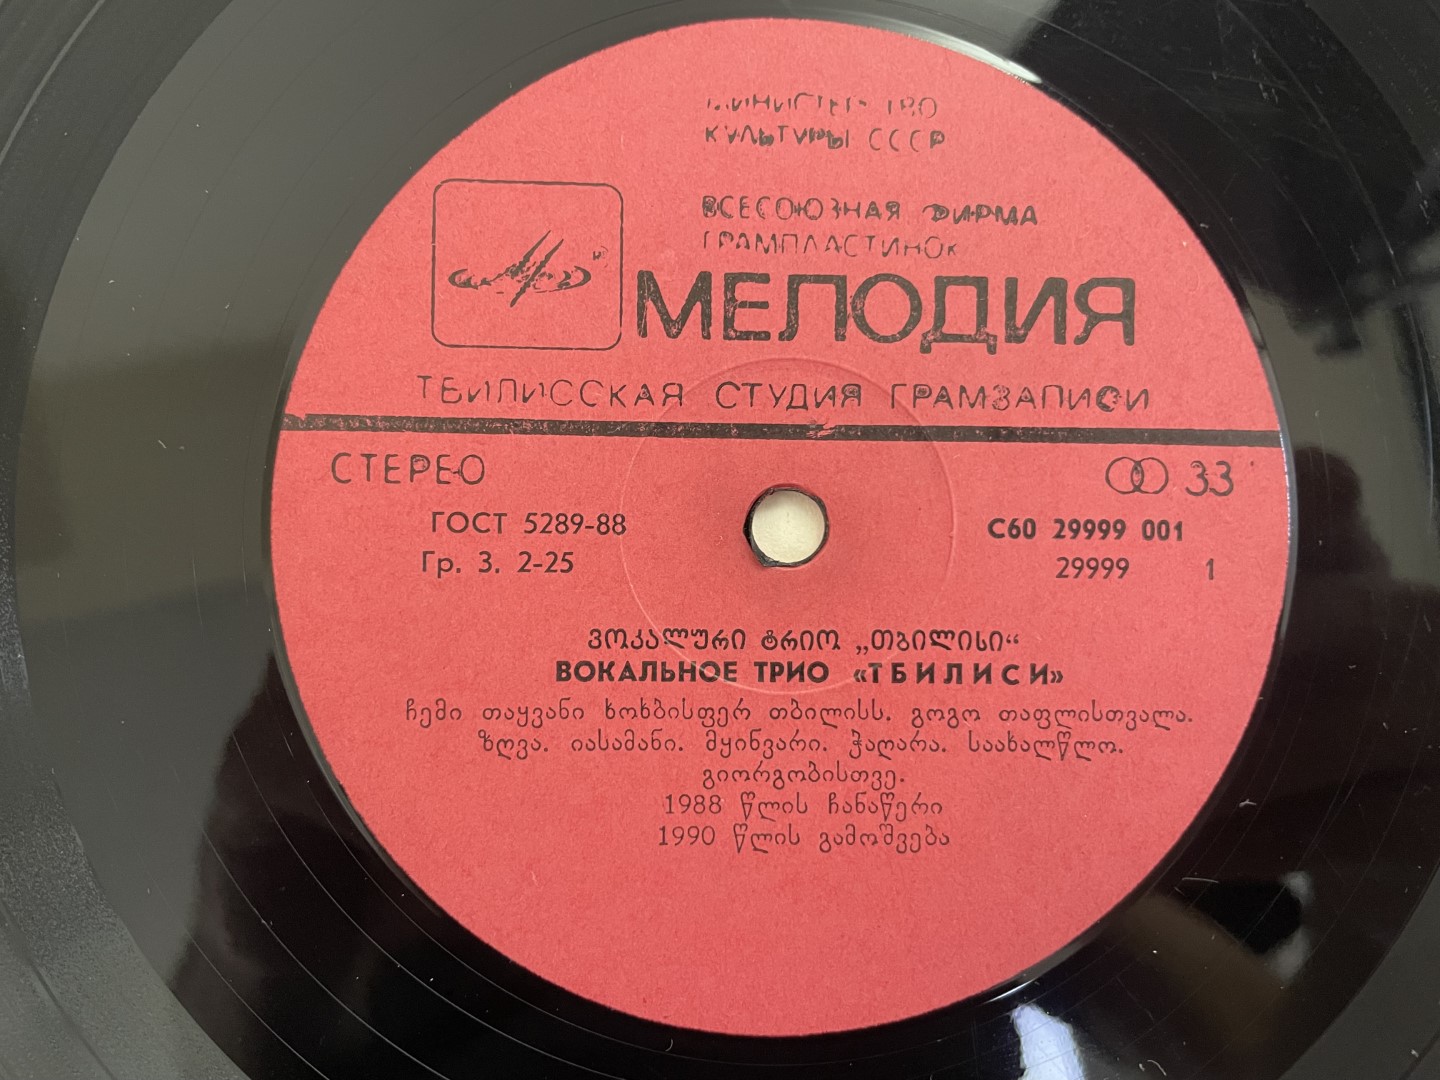 МИНИСТЕРСТВО
КУЛЬТУРЫ СССР
ВСЕСОЮЗНАЯ ФИРМА
ГРАМПЛАСТИНОК
МЕЛОДИЯ
ТБИЛИССКАЯ СТУДИЯ ГРАМЗАПИСИ
СТЕРЕО 33
ГОСТ 5289-88 С60 29999 001
Гр. 3. 2-25 29999 1
ვოკალური ტრიო „თბილისი“
ВОКАЛЬНОЕ ТРИО «ТБИЛИСИ»
ჩემი თაყვანი ხოხბისფერ თბილისს. გოგო თაფლისთვალა.
ზღვა. იასამანი. მყინვარი. ჭაღარა. საახალწლო.
გიორგობისთვე.
1988 წლის ჩანაწერი
1990 წლის გამოშვება